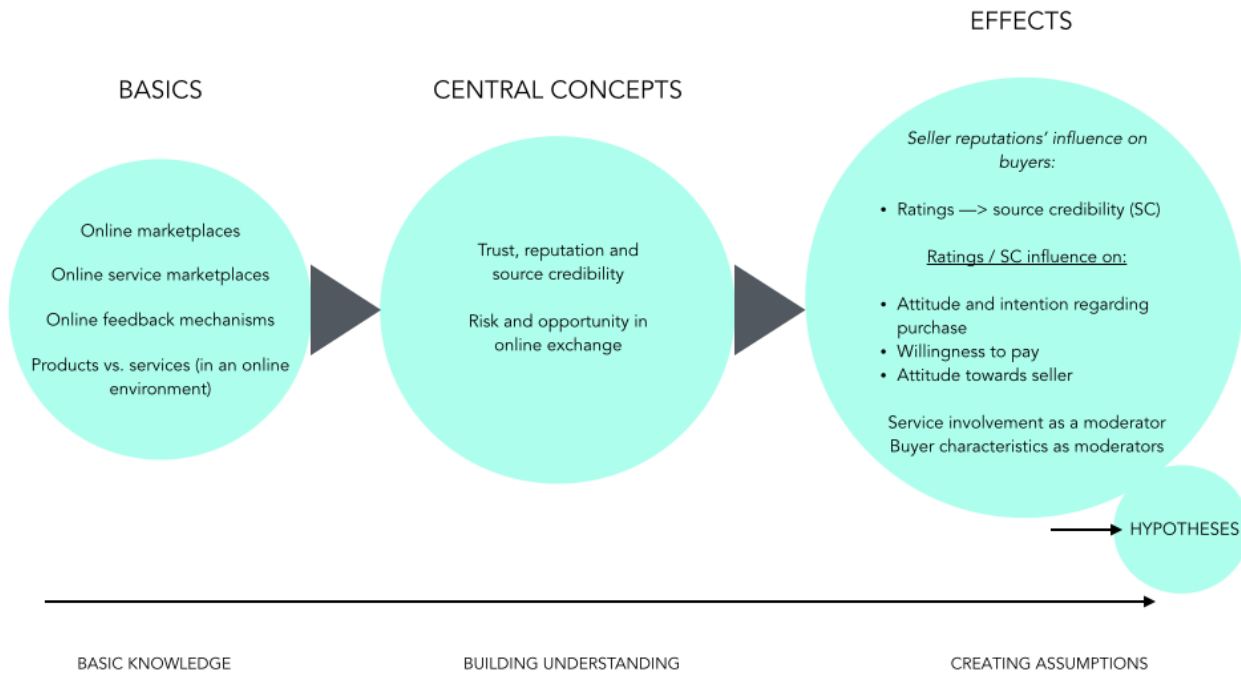 BASICS
Online marketplaces
Online service marketplaces
Online feedback mechanisms
Products vs. services (in an online
environment)
CENTRAL CONCEPTS
Trust, reputation and
source credibility
Risk and opportunity in
online exchange
EFFECTS
Seller reputations’ influence on
buyers:
• Ratings —> source credibility (SC)
Ratings / SC influence on:
• Attitude and intention regarding
purchase
• Willingness to pay
• Attitude towards seller
Service involvement as a moderator
Buyer characteristics as moderators
HYPOTHESES
BASIC KNOWLEDGE
BUILDING UNDERSTANDING
CREATING ASSUMPTIONS